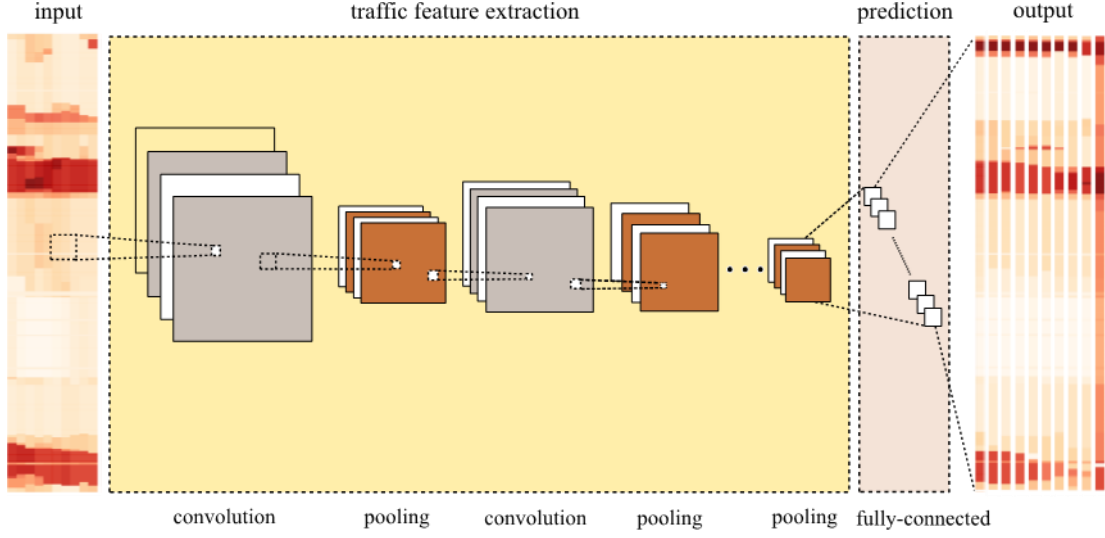 input
traffic feature extraction
prediction
output
convolution
pooling
convolution
pooling
pooling
fully-connected